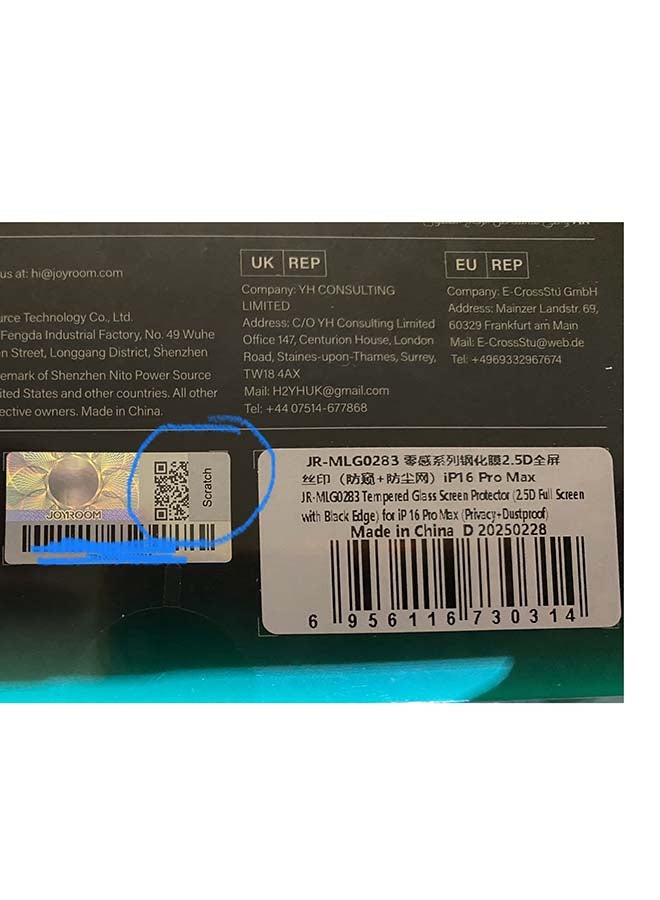 us at: hi@joyroom.com
urce Technology Co., Ltd.
Fengda Industrial Factory, No. 49 Wuhe
en Street, Longgang District, Shenzhen
demark of Shenzhen Nito Power Source
ited States and other countries. All other
ective owners. Made in China.
UK REP
Company: YH CONSULTING
LIMITED
Address: C/O YH Consulting Limited
Office 147, Centurion House, London
Road, Staines-upon-Thames, Surrey,
TW18 4AX
Mail: H2YHUK@gmail.com
Tel: +44 07514-677868
EU REP
Company: E-CrossStu GmbH
Address: Mainzer Landstr. 69,
60329 Frankfurt am Main
Mail: E-CrossStu@web.de
Tel: +4969332967674
JOYROOM
Scratch
JR-MLG0283 零感系列钢化膜2.5D全屏
丝印（防窥+防尘网）iP16 Pro Max
JR-MLG0283 Tempered Glass Screen Protector (2.5D Full Screen
with Black Edge) for iP 16 Pro Max (Privacy+Dustproof)
Made in China D 20250228
6 956116 730314